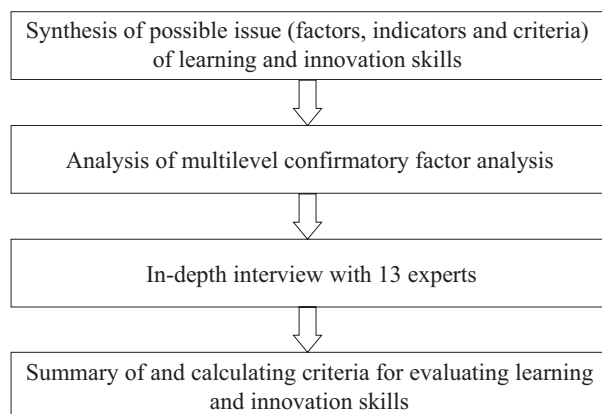 Synthesis of possible issue (factors, indicators and criteria)
of learning and innovation skills
Analysis of multilevel confirmatory factor analysis
In-depth interview with 13 experts
Summary of and calculating criteria for evaluating learning
and innovation skills